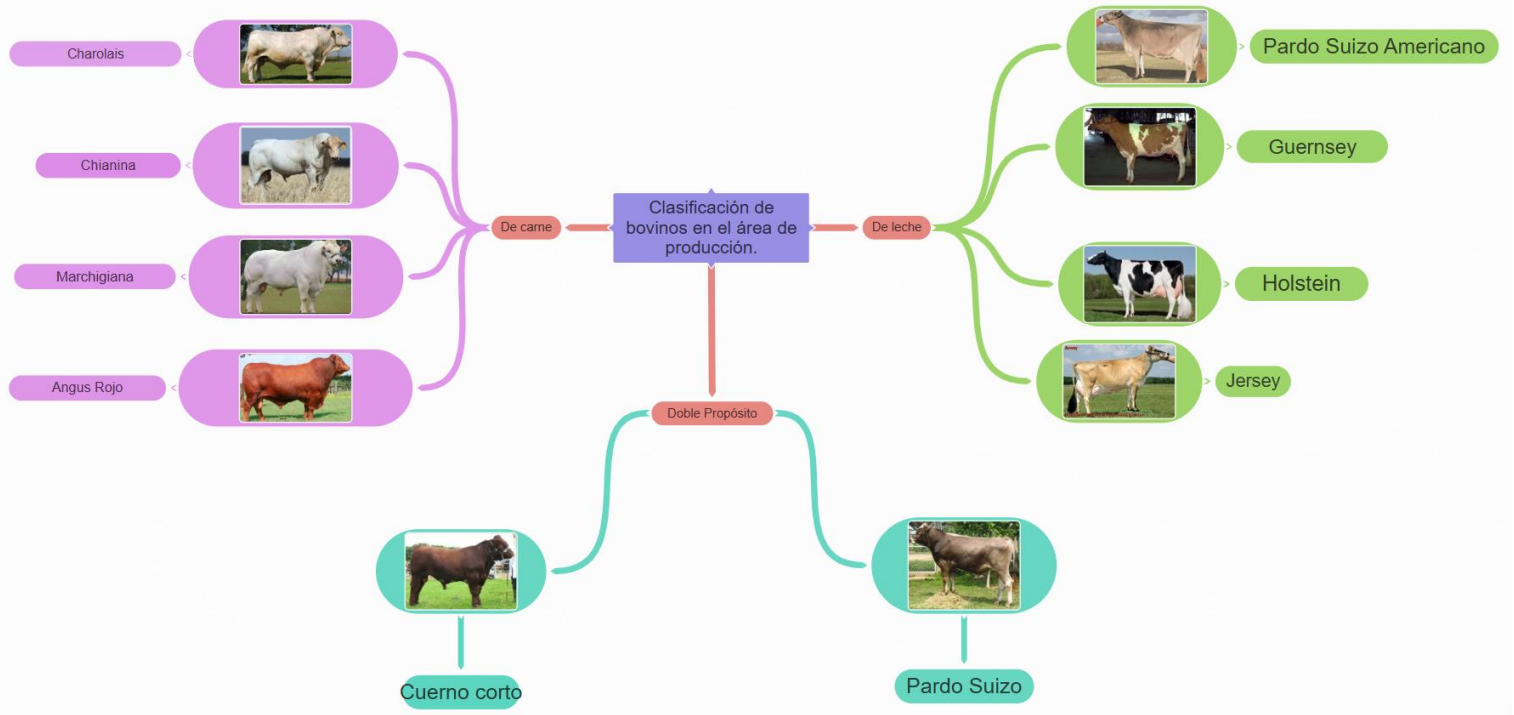 Clasificación de
bovinos en el área de
producción.
De carne
Charolais
Chianina
Marchigiana
Angus Rojo
De leche
Pardo Suizo Americano
Guernsey
Holstein
Jersey
Doble Propósito
Cuerno corto
Pardo Suizo